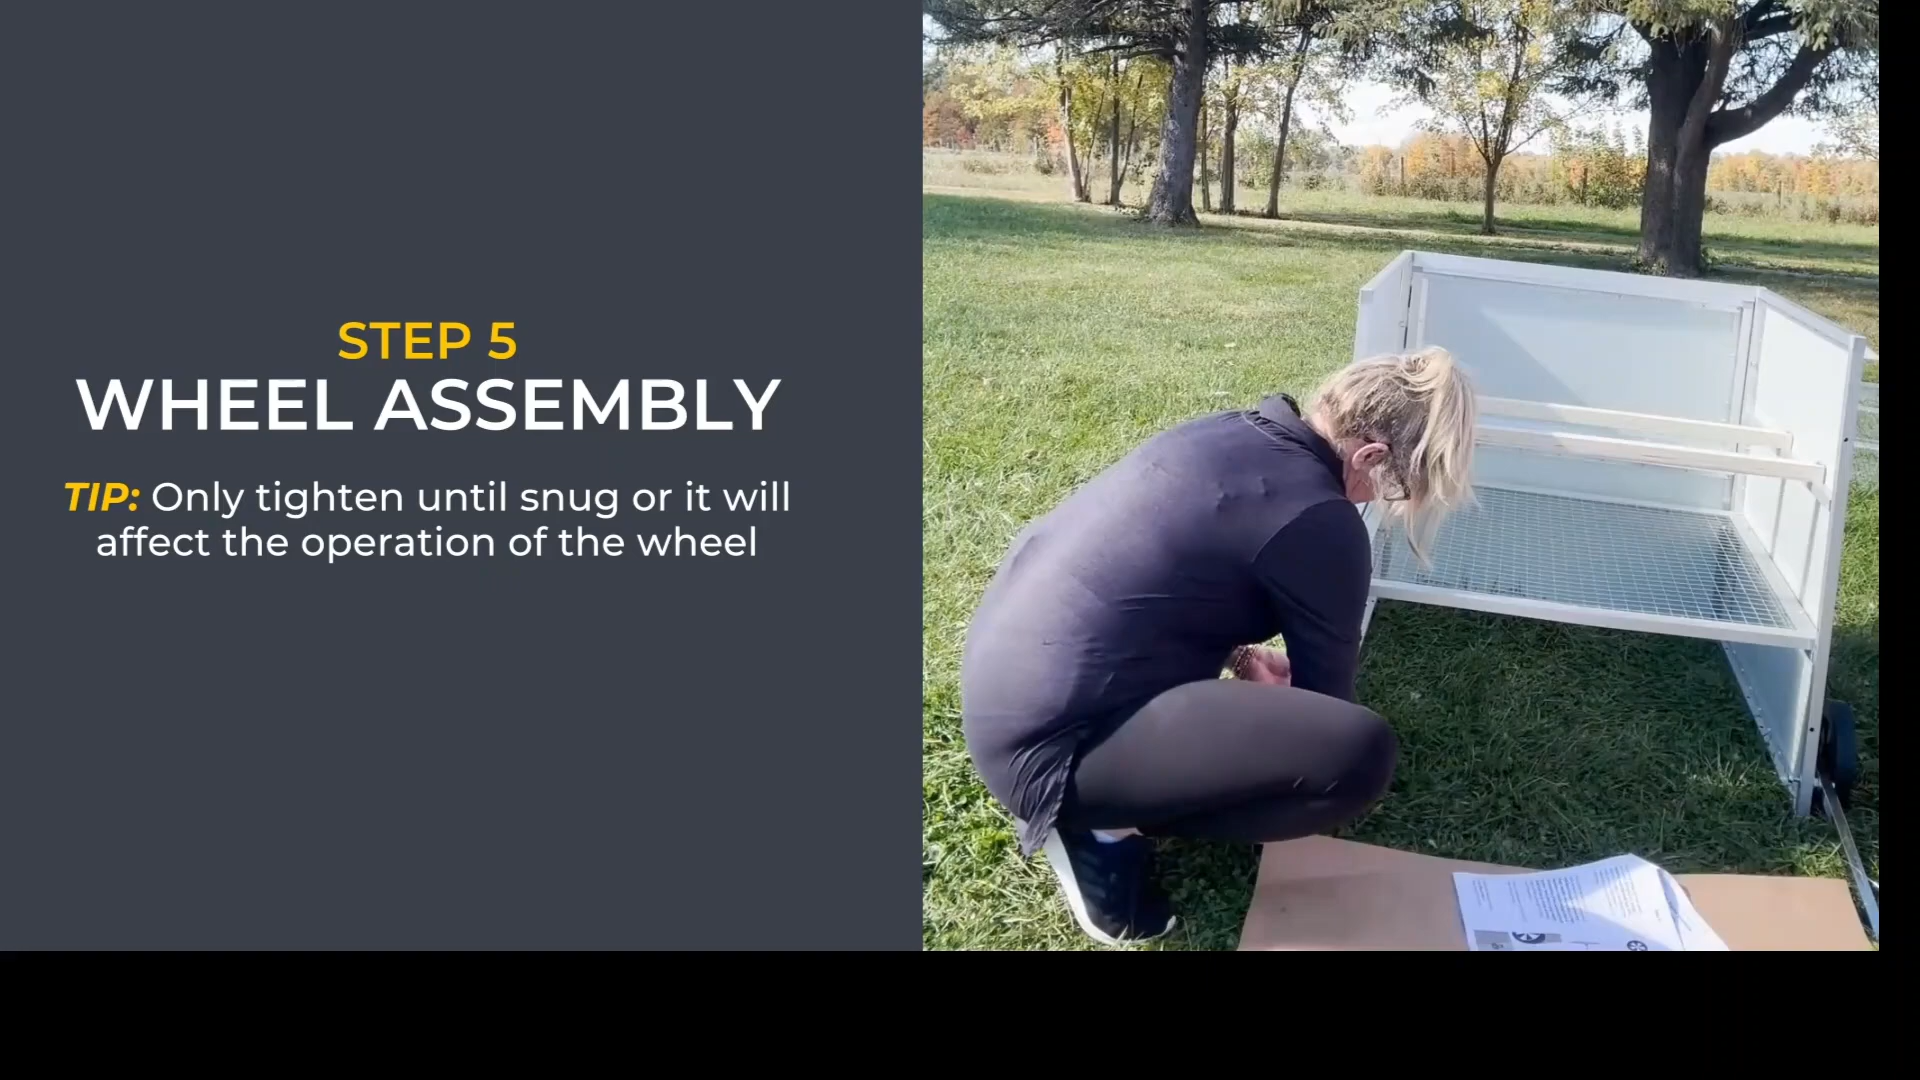 STEP 5
WHEEL ASSEMBLY
TIP: Only tighten until snug or it will
affect the operation of the wheel